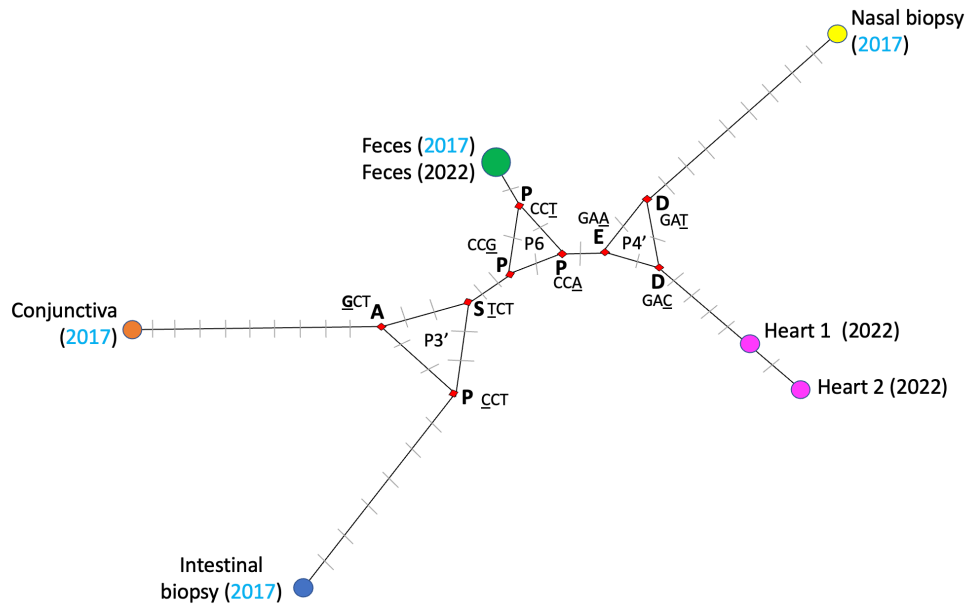 Nasal biopsy
(2017)
Feces (2017)
Feces (2022)
P
CCT
D
GAT
GAA
E
P4’
CCG
P6
P
P
CCA
D
GAC
Conjunctiva
(2017)
GCT
A
S TCT
P3’
Heart 1 (2022)
Heart 2 (2022)
P CCT
Intestinal
biopsy (2017)